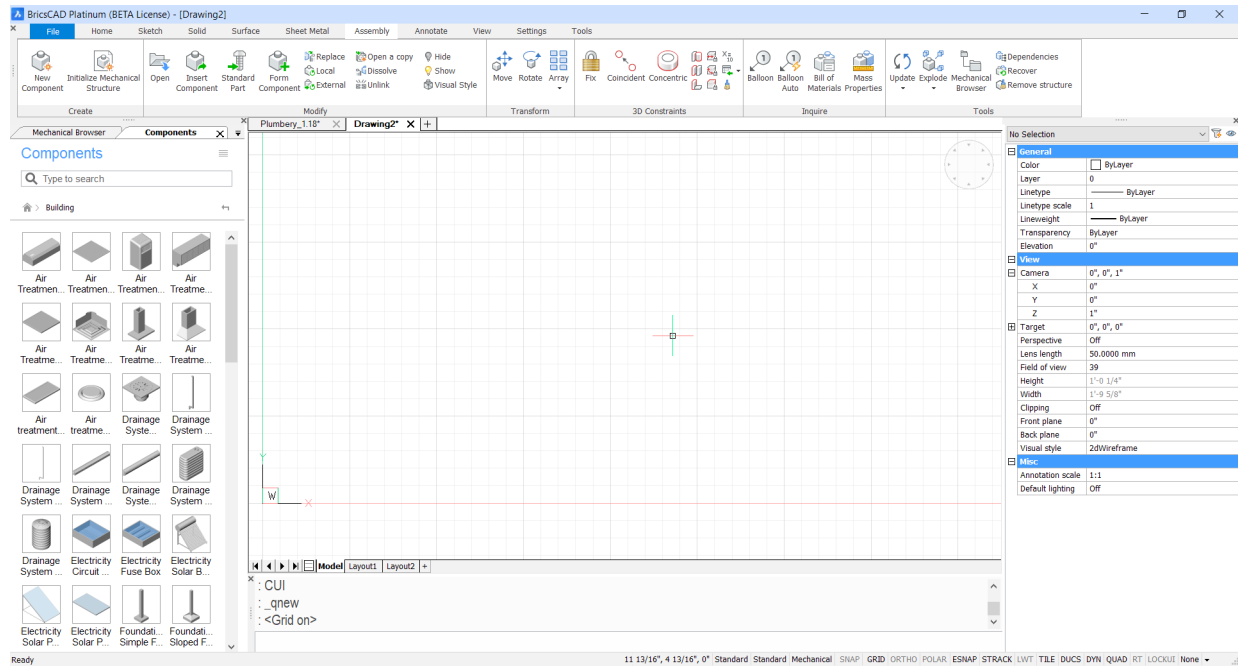 BricsCAD Platinum (BETA License) - [Drawing2]
File Home Sketch Solid Surface Sheet Metal Assembly Annotate View Settings Tools
New Component
Initialize Mechanical Structure
Create
Open
Insert Component
Standard Part
Form Component
Replace
Local
External
Open a copy
Dissolve
Unlink
Hide
Show
Visual Style
Modify
Move Rotate Array
Transform
Fix Coincident Concentric
3D Constraints
Balloon
Balloon Auto
Bill of Materials
Mass Properties
Inquire
Update Explode
Mechanical Browser
Dependencies
Recover
Remove structure
Tools
Mechanical Browser Components
Plumbery_1.18* Drawing2*
Components
Type to search
Building
Air Air Air Air
Treatmen... Treatmen... Treatmen... Treatme...
Air Air Air Air
Treatme... Treatme... Treatme... Treatme...
Air Air Drainage Drainage
treatment... treatme... Syste... System ...
Drainage Drainage Drainage Drainage
System ... System ... Syste... System ...
Drainage Electricity Electricity Electricity
System ... Circuit ... Fuse Box Solar B...
Electricity Electricity Foundati... Foundati...
Solar P... Solar P... Simple F... Sloped F...
W
X
Y
Model Layout1 Layout2 +
: CUI
: _qnew
: <Grid on>
No Selection
General
Color ByLayer
Layer 0
Linetype ByLayer
Linetype scale 1
Lineweight ByLayer
Transparency ByLayer
Elevation 0"
View
Camera 0", 0", 1"
X 0"
Y 0"
Z 1"
Target 0", 0", 0"
Perspective Off
Lens length 50.0000 mm
Field of view 39
Height 1'-0 1/4"
Width 1'-9 5/8"
Clipping Off
Front plane 0"
Back plane 0"
Visual style 2dWireframe
Misc
Annotation scale 1:1
Default lighting Off
Ready
11 13/16", 4 13/16", 0" Standard Standard Mechanical SNAP GRID ORTHO POLAR ESNAP STRACK LWT TILE DUCS DYN QUAD RT LOCKUI None